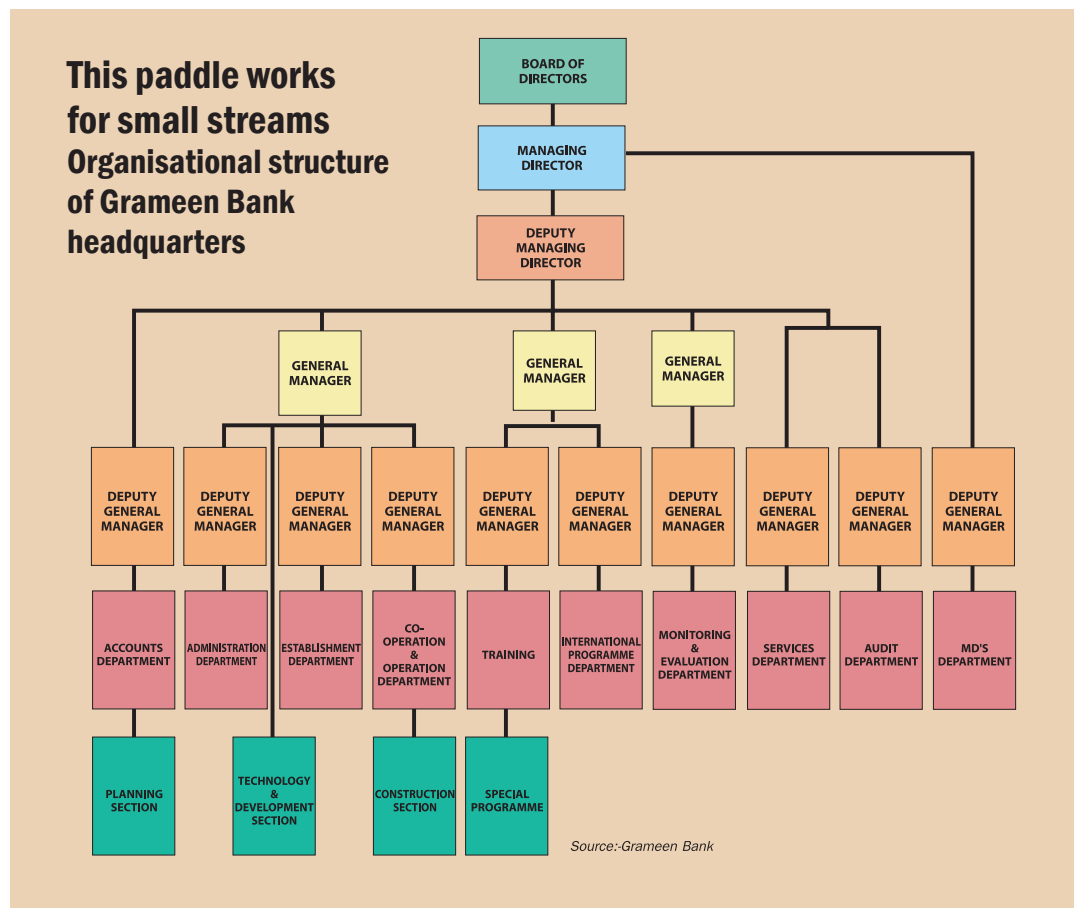 This paddle works
for small streams
Organisational structure
of Grameen Bank
headquarters
BOARD OF
DIRECTORS
MANAGING
DIRECTOR
DEPUTY
MANAGING
DIRECTOR
GENERAL
MANAGER
GENERAL
MANAGER
GENERAL
MANAGER
DEPUTY
GENERAL
MANAGER
DEPUTY
GENERAL
MANAGER
DEPUTY
GENERAL
MANAGER
DEPUTY
GENERAL
MANAGER
DEPUTY
GENERAL
MANAGER
DEPUTY
GENERAL
MANAGER
DEPUTY
GENERAL
MANAGER
DEPUTY
GENERAL
MANAGER
DEPUTY
GENERAL
MANAGER
DEPUTY
GENERAL
MANAGER
ACCOUNTS
DEPARTMENT
ADMINISTRATION
DEPARTMENT
ESTABLISHMENT
DEPARTMENT
CO-
OPERATION
&
OPERATION
DEPARTMENT
TRAINING
INTERNATIONAL
PROGRAMME
DEPARTMENT
MONITORING
&
EVALUATION
DEPARTMENT
SERVICES
DEPARTMENT
AUDIT
DEPARTMENT
MD'S
DEPARTMENT
PLANNING
SECTION
TECHNOLOGY
&
DEVELOPMENT
SECTION
CONSTRUCTION
SECTION
SPECIAL
PROGRAMME
Source:-Grameen Bank